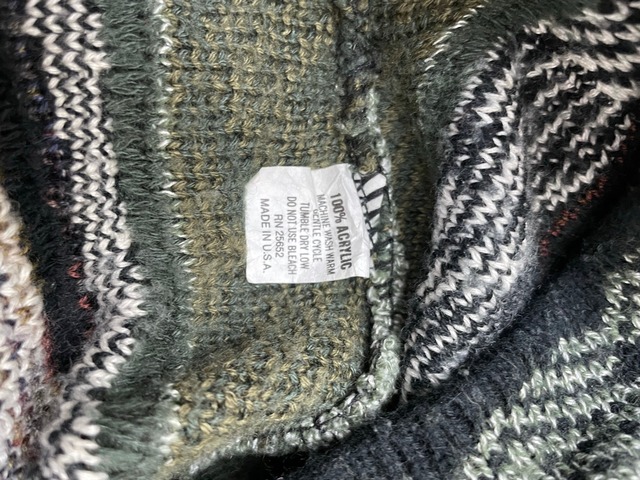 100% ACRYLIC
MACHINE WASH WARM
GENTLE CYCLE
TUMBLE DRY LOW
DO NOT USE BLEACH
RN 25652
MADE IN U.S.A.